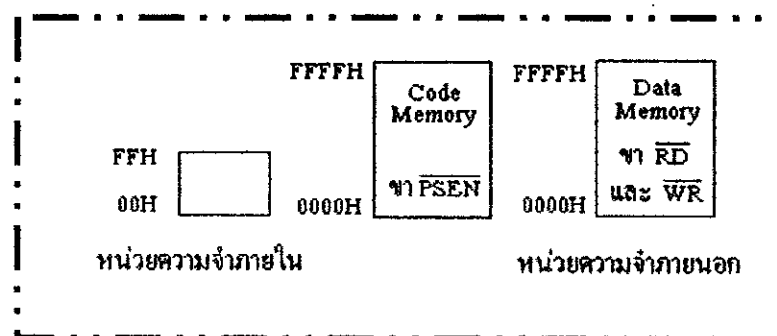 FFFFH
Code
Memory
ขา PSEN
0000H
FFFFH
Data
Memory
ขา RD
และ WR
0000H
FFH
00H
หน่วยความจำภายใน
หน่วยความจำภายนอก